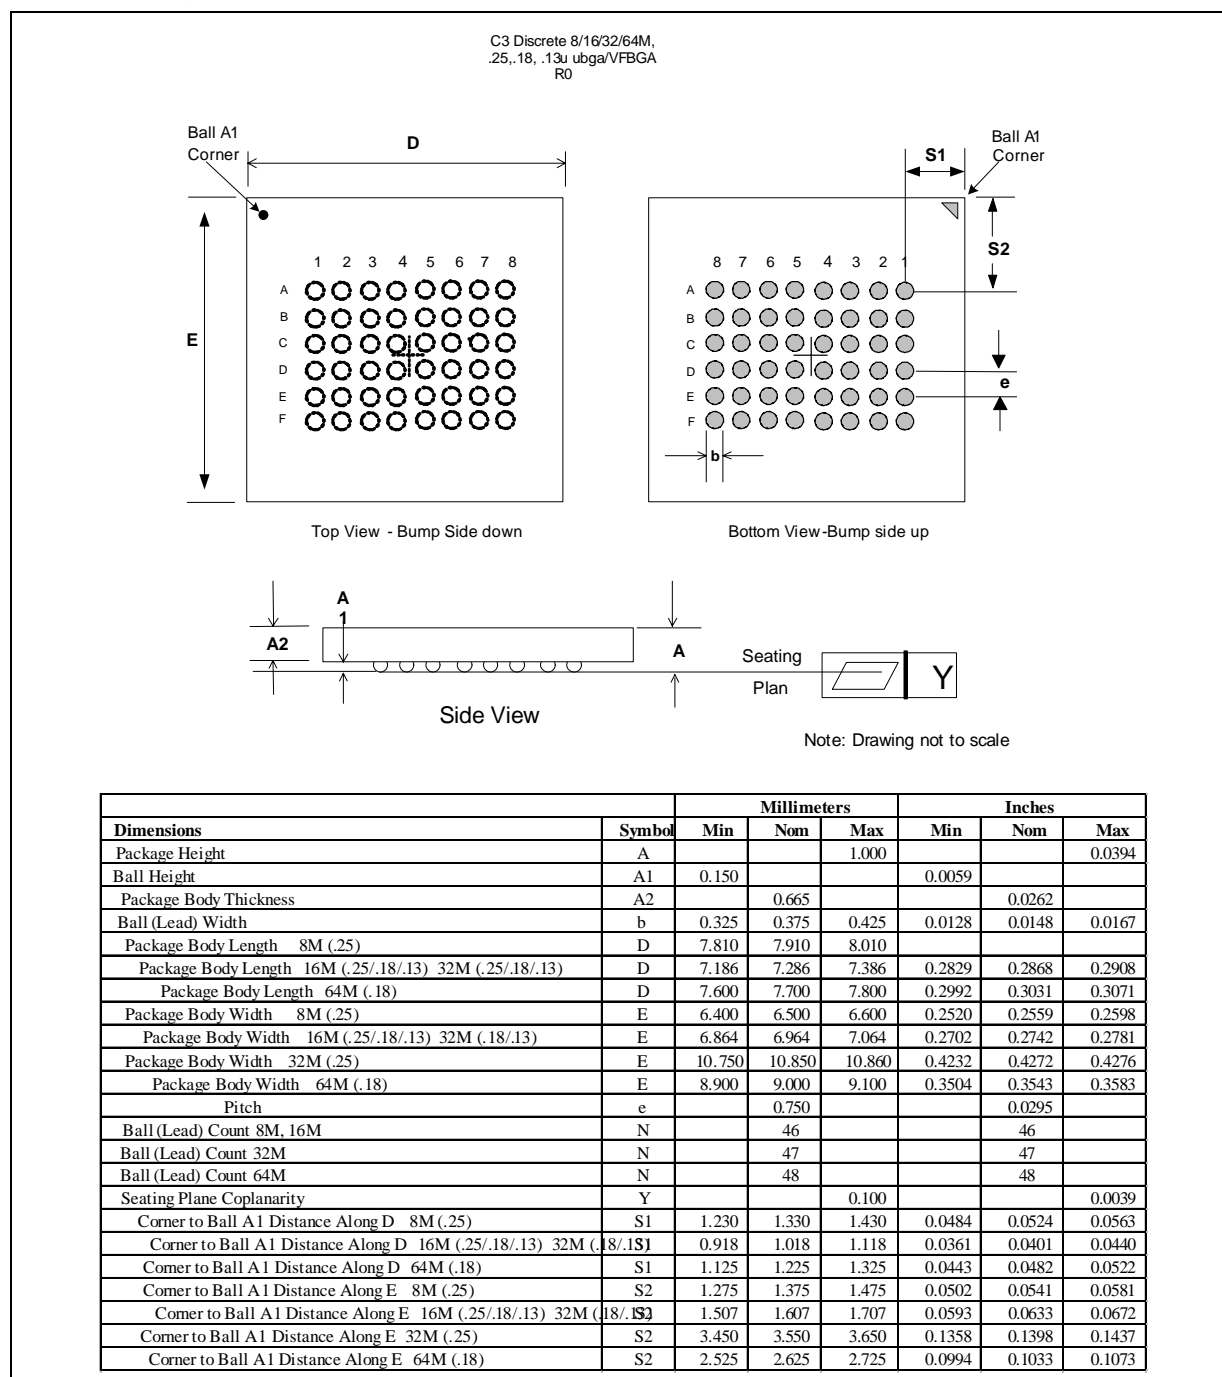 C3 Discrete 8/16/32/64M,
.25,.18, .13u ubga/VFBGA
R0
Ball A1
Corner
D
E
1 2 3 4 5 6 7 8
A
B
C
D
E
F
Top View - Bump Side down
Ball A1
Corner
S1
S2
8 7 6 5 4 3 2 1
A
B
C
D
E
F
e
b
Bottom View-Bump side up
A
1
A2
A
Seating
Plan
Y
Side View
Note: Drawing not to scale
Millimeters Inches
Dimensions Symbol Min Nom Max Min Nom Max
Package Height A 1.000 0.0394
Ball Height A1 0.150 0.0059
Package Body Thickness A2 0.665 0.0262
Ball (Lead) Width b 0.325 0.375 0.425 0.0128 0.0148 0.0167
Package Body Length 8M (.25) D 7.810 7.910 8.010
Package Body Length 16M (.25/.18/.13) 32M (.25/.18/.13) D 7.186 7.286 7.386 0.2829 0.2868 0.2908
Package Body Length 64M (.18) D 7.600 7.700 7.800 0.2992 0.3031 0.3071
Package Body Width 8M (.25) E 6.400 6.500 6.600 0.2520 0.2559 0.2598
Package Body Width 16M (.25/.18/.13) 32M (.18/.13) E 6.864 6.964 7.064 0.2702 0.2742 0.2781
Package Body Width 32M (.25) E 10.750 10.850 10.860 0.4232 0.4272 0.4276
Package Body Width 64M (.18) E 8.900 9.000 9.100 0.3504 0.3543 0.3583
Pitch e 0.750 0.0295
Ball (Lead) Count 8M, 16M N 46 46
Ball (Lead) Count 32M N 47 47
Ball (Lead) Count 64M N 48 48
Seating Plane Coplanarity Y 0.100 0.0039
Corner to Ball A1 Distance Along D 8M (.25) S1 1.230 1.330 1.430 0.0484 0.0524 0.0563
Corner to Ball A1 Distance Along D 16M (.25/.18/.13) 32M (.18/.13) S1 0.918 1.018 1.118 0.0361 0.0401 0.0440
Corner to Ball A1 Distance Along D 64M (.18) S1 1.125 1.225 1.325 0.0443 0.0482 0.0522
Corner to Ball A1 Distance Along E 8M (.25) S2 1.275 1.375 1.475 0.0502 0.0541 0.0581
Corner to Ball A1 Distance Along E 16M (.25/.18/.13) 32M (.18/.13) S2 1.507 1.607 1.707 0.0593 0.0633 0.0672
Corner to Ball A1 Distance Along E 32M (.25) S2 3.450 3.550 3.650 0.1358 0.1398 0.1437
Corner to Ball A1 Distance Along E 64M (.18) S2 2.525 2.625 2.725 0.0994 0.1033 0.1073